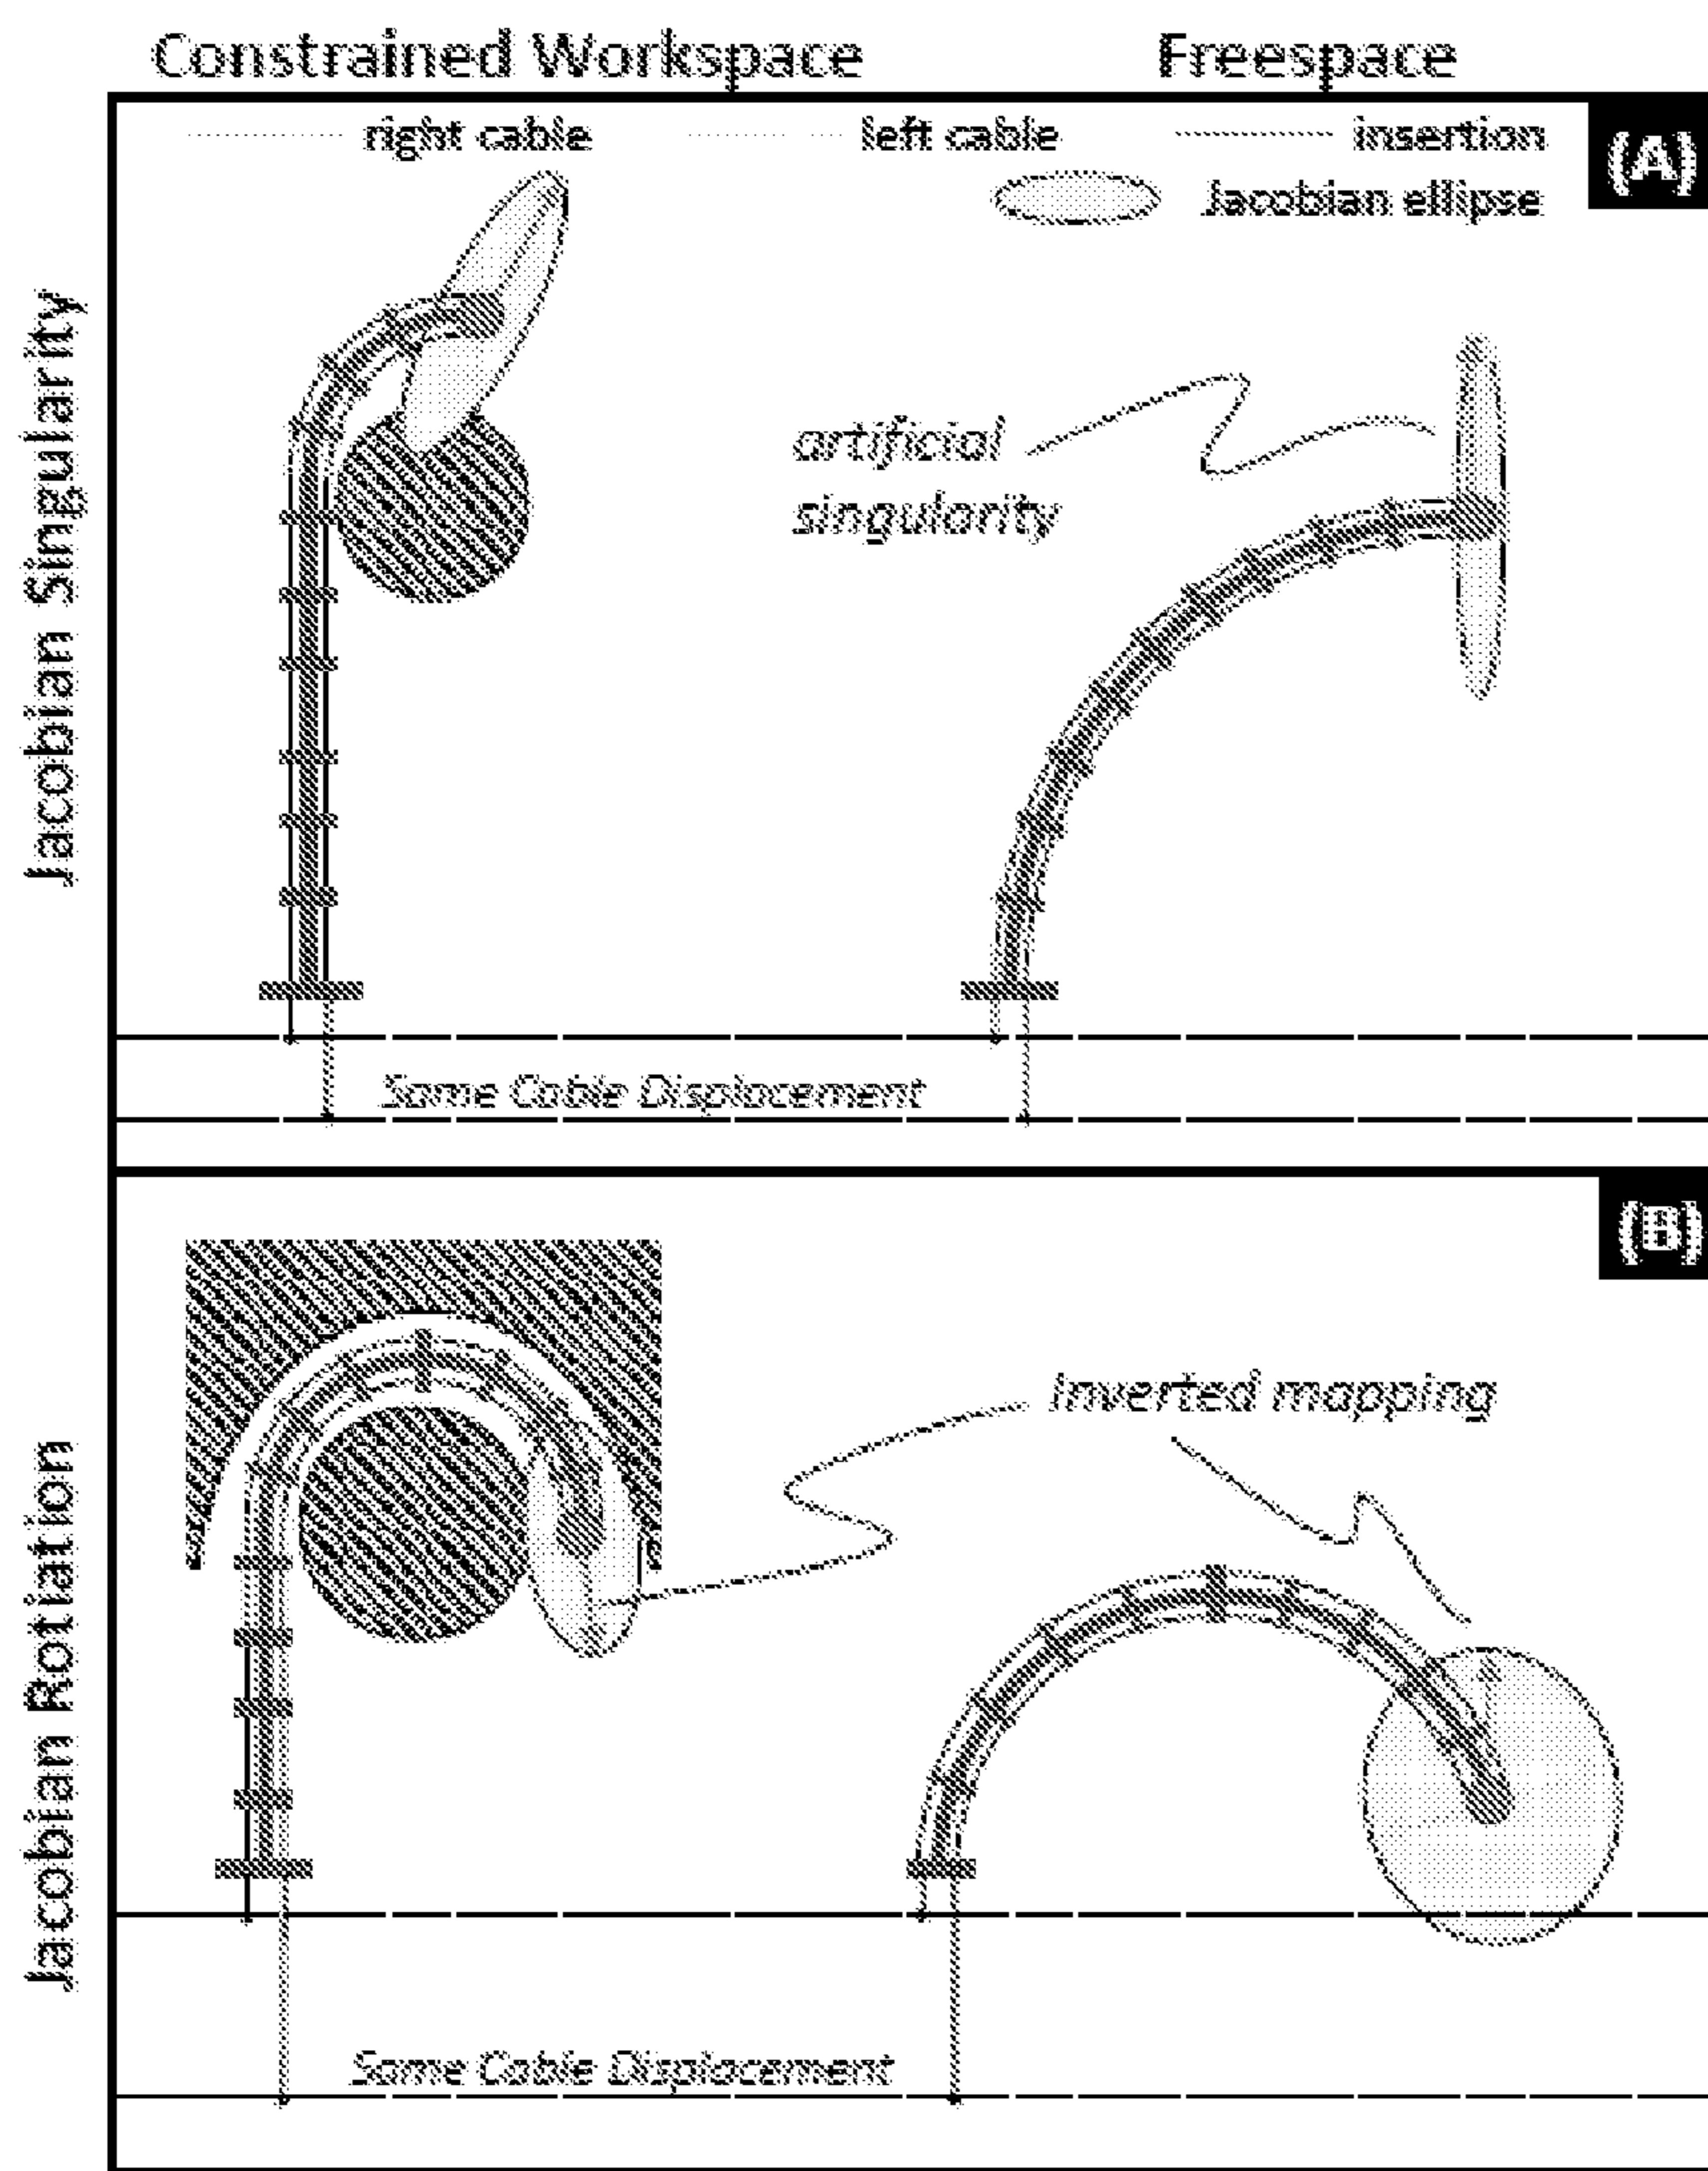 Constrained Workspace Freespace
right cable left cable insertion (A)
Jacobian ellipse
Jacobian Singularity
artificial
singularity
Same Cable Displacement
(B)
Jacobian Rotiation
Inverted mapping
Same Cable Displacement